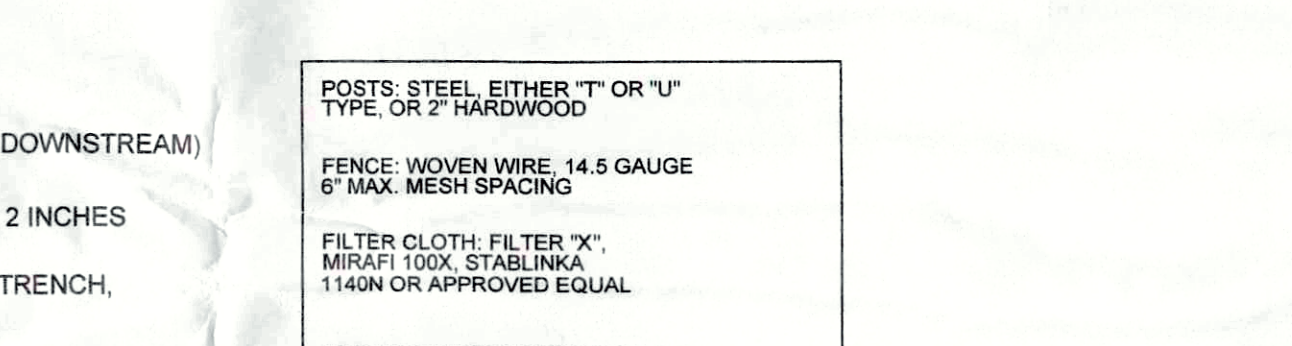 DOWNSTREAM)
2 INCHES
TRENCH,
POSTS: STEEL, EITHER "T" OR "U"
TYPE, OR 2" HARDWOOD
FENCE: WOVEN WIRE, 14.5 GAUGE
6" MAX. MESH SPACING
FILTER CLOTH: FILTER "X",
MIRAFI 100X, STABLINKA
1140N OR APPROVED EQUAL